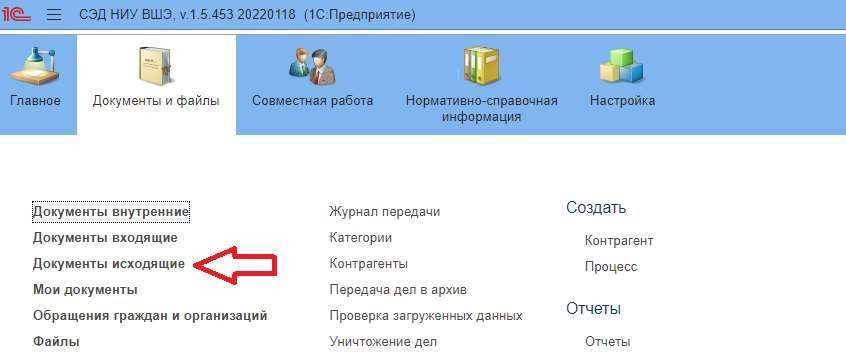 1С СЭД НИУ ВШЭ, v.1.5.453 20220118 (1С:Предприятие)
Главное
Документы и файлы
Совместная работа
Нормативно-справочная
информация
Настройка
Документы внутренние
Документы входящие
Документы исходящие
Мои документы
Обращения граждан и организаций
Файлы
Журнал передачи
Категории
Контрагенты
Передача дел в архив
Проверка загруженных данных
Уничтожение дел
Создать
Контрагент
Процесс
Отчеты
Отчеты